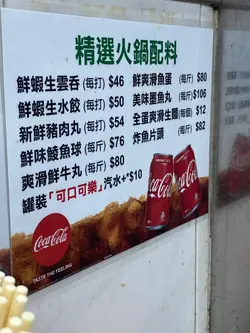 精選火鍋配料
鮮蝦生雲吞 (每打) $46
鮮蝦生水餃 (每打) $50
新鮮豬肉丸 (每打) $54
鮮味鯪魚球 (每斤) $76
爽滑鮮牛丸 (每斤) $80
罐裝「可口可樂」汽水+*$10
鮮爽滑魚蛋 (每斤) $80
美味墨魚丸 (每斤) $106
全蛋爽滑生麵(每個) $12
炸魚片頭 (每斤) $82
Coca-Cola
TASTE THE FEELING
Coca-Cola
Coca-Cola